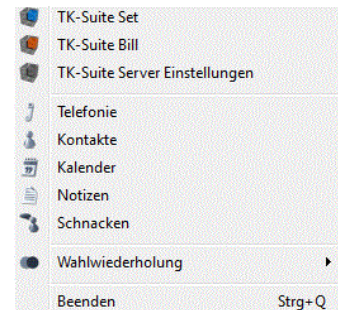 TK-Suite Set
TK-Suite Bill
TK-Suite Server Einstellungen
Telefonie
Kontakte
Kalender
Notizen
Schnacken
Wahlwiederholung
Beenden Strg+Q